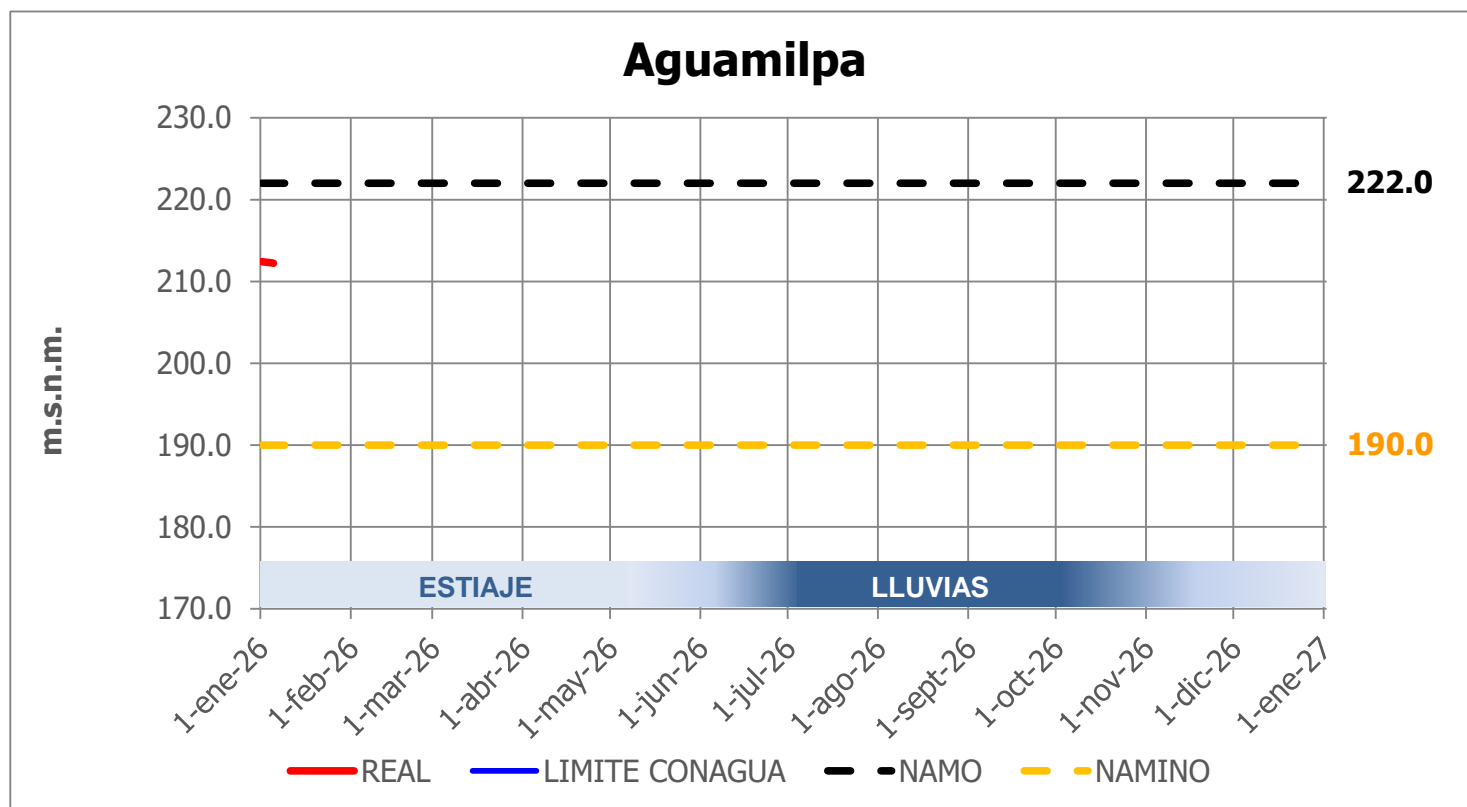 Aguamilpa
230.0
220.0
210.0
200.0
190.0
180.0
170.0
m.s.n.m.
222.0
190.0
ESTIAJE
LLUVIAS
1-ene-26
1-feb-26
1-mar-26
1-abr-26
1-may-26
1-jun-26
1-jul-26
1-ago-26
1-sept-26
1-oct-26
1-nov-26
1-dic-26
1-ene-27
REAL
LIMITE CONAGUA
NAMO
NAMINO